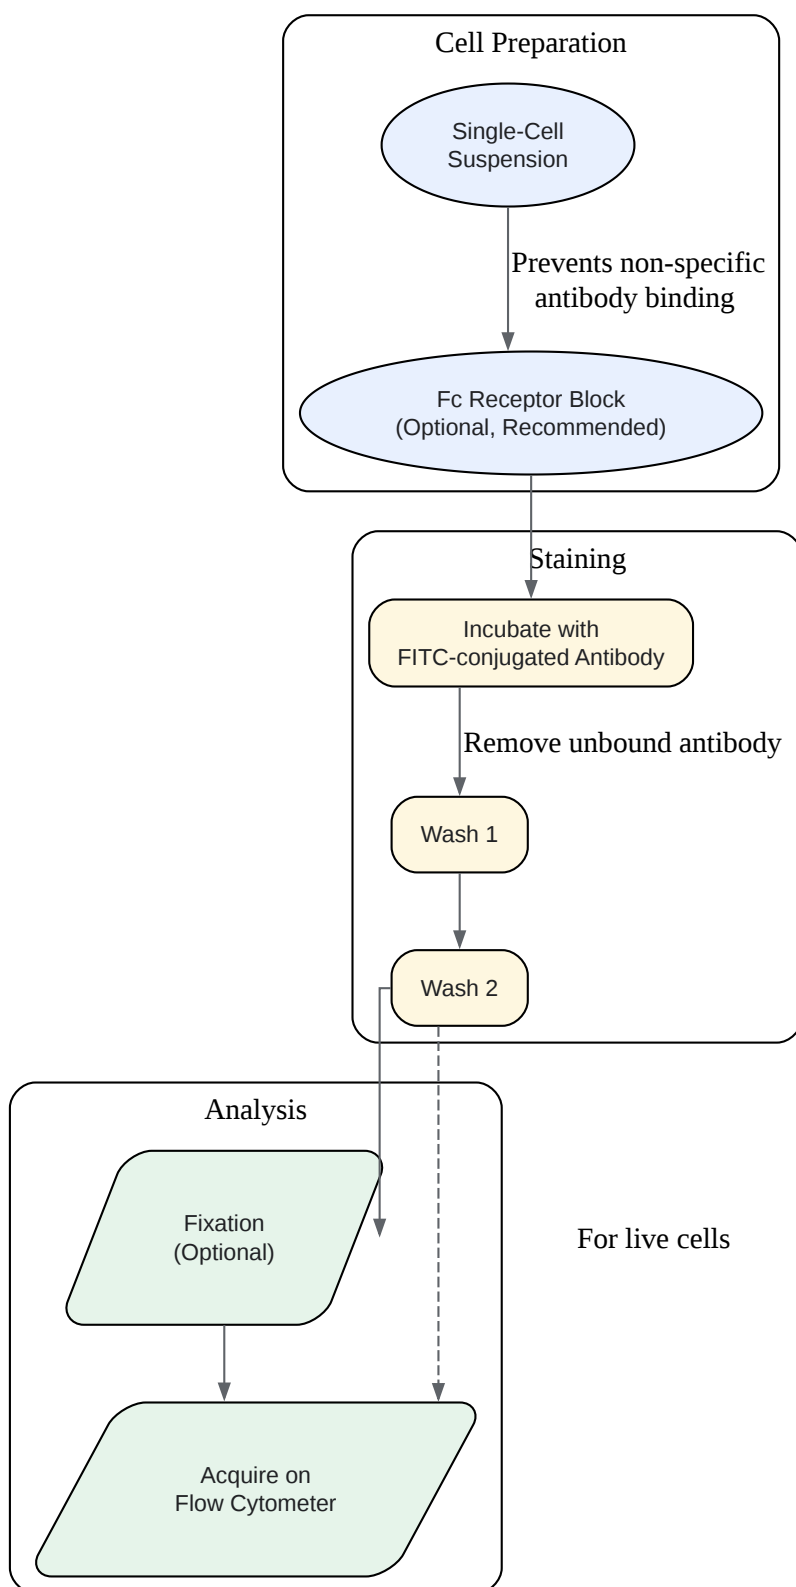 Cell Preparation
Single-Cell
Suspension
Prevents non-specific
antibody binding
Fc Receptor Block
(Optional, Recommended)
Staining
Incubate with
FITC-conjugated Antibody
Remove unbound antibody
Wash 1
Wash 2
Analysis
Fixation
(Optional)
For live cells
Acquire on
Flow Cytometer